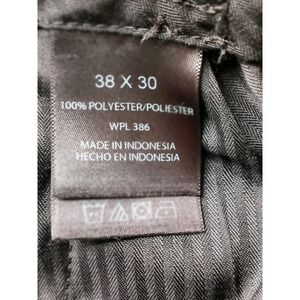 38 X 30
100% POLYESTER/POLIESTER
WPL 386
MADE IN INDONESIA
HECHO EN INDONESIA